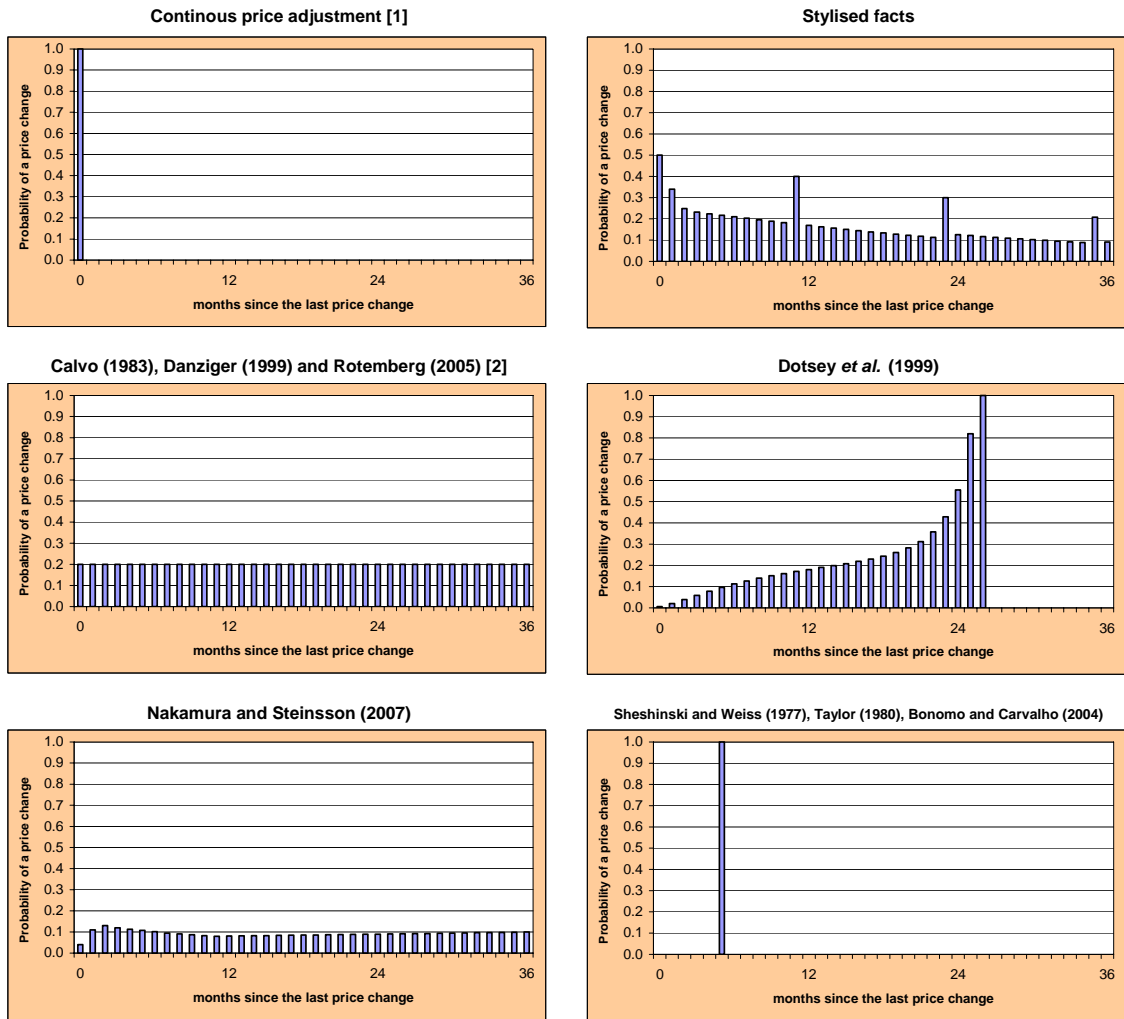 Continous price adjustment [1]
Probability of a price change
1.0
0.9
0.8
0.7
0.6
0.5
0.4
0.3
0.2
0.1
0.0
0 12 24 36
months since the last price change
Stylised facts
Probability of a price change
1.0
0.9
0.8
0.7
0.6
0.5
0.4
0.3
0.2
0.1
0.0
0 12 24 36
months since the last price change
Calvo (1983), Danziger (1999) and Rotemberg (2005) [2]
Probability of a price change
1.0
0.9
0.8
0.7
0.6
0.5
0.4
0.3
0.2
0.1
0.0
0 12 24 36
months since the last price change
Dotsey et al. (1999)
Probability of a price change
1.0
0.9
0.8
0.7
0.6
0.5
0.4
0.3
0.2
0.1
0.0
0 12 24 36
months since the last price change
Nakamura and Steinsson (2007)
Probability of a price change
1.0
0.9
0.8
0.7
0.6
0.5
0.4
0.3
0.2
0.1
0.0
0 12 24 36
months since the last price change
Sheshinski and Weiss (1977), Taylor (1980), Bonomo and Carvalho (2004)
Probability of a price change
1.0
0.9
0.8
0.7
0.6
0.5
0.4
0.3
0.2
0.1
0.0
0 12 24 36
months since the last price change